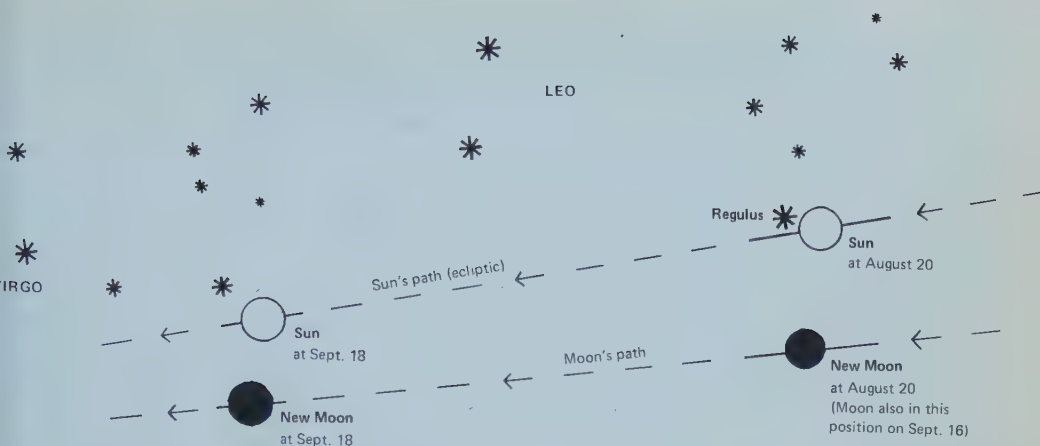 LEO
Regulus
Sun
at August 20
Sun's path (ecliptic)
Sun
at Sept. 18
Moon's path
New Moon
at August 20
(Moon also in this
position on Sept. 16)
New Moon
at Sept. 18